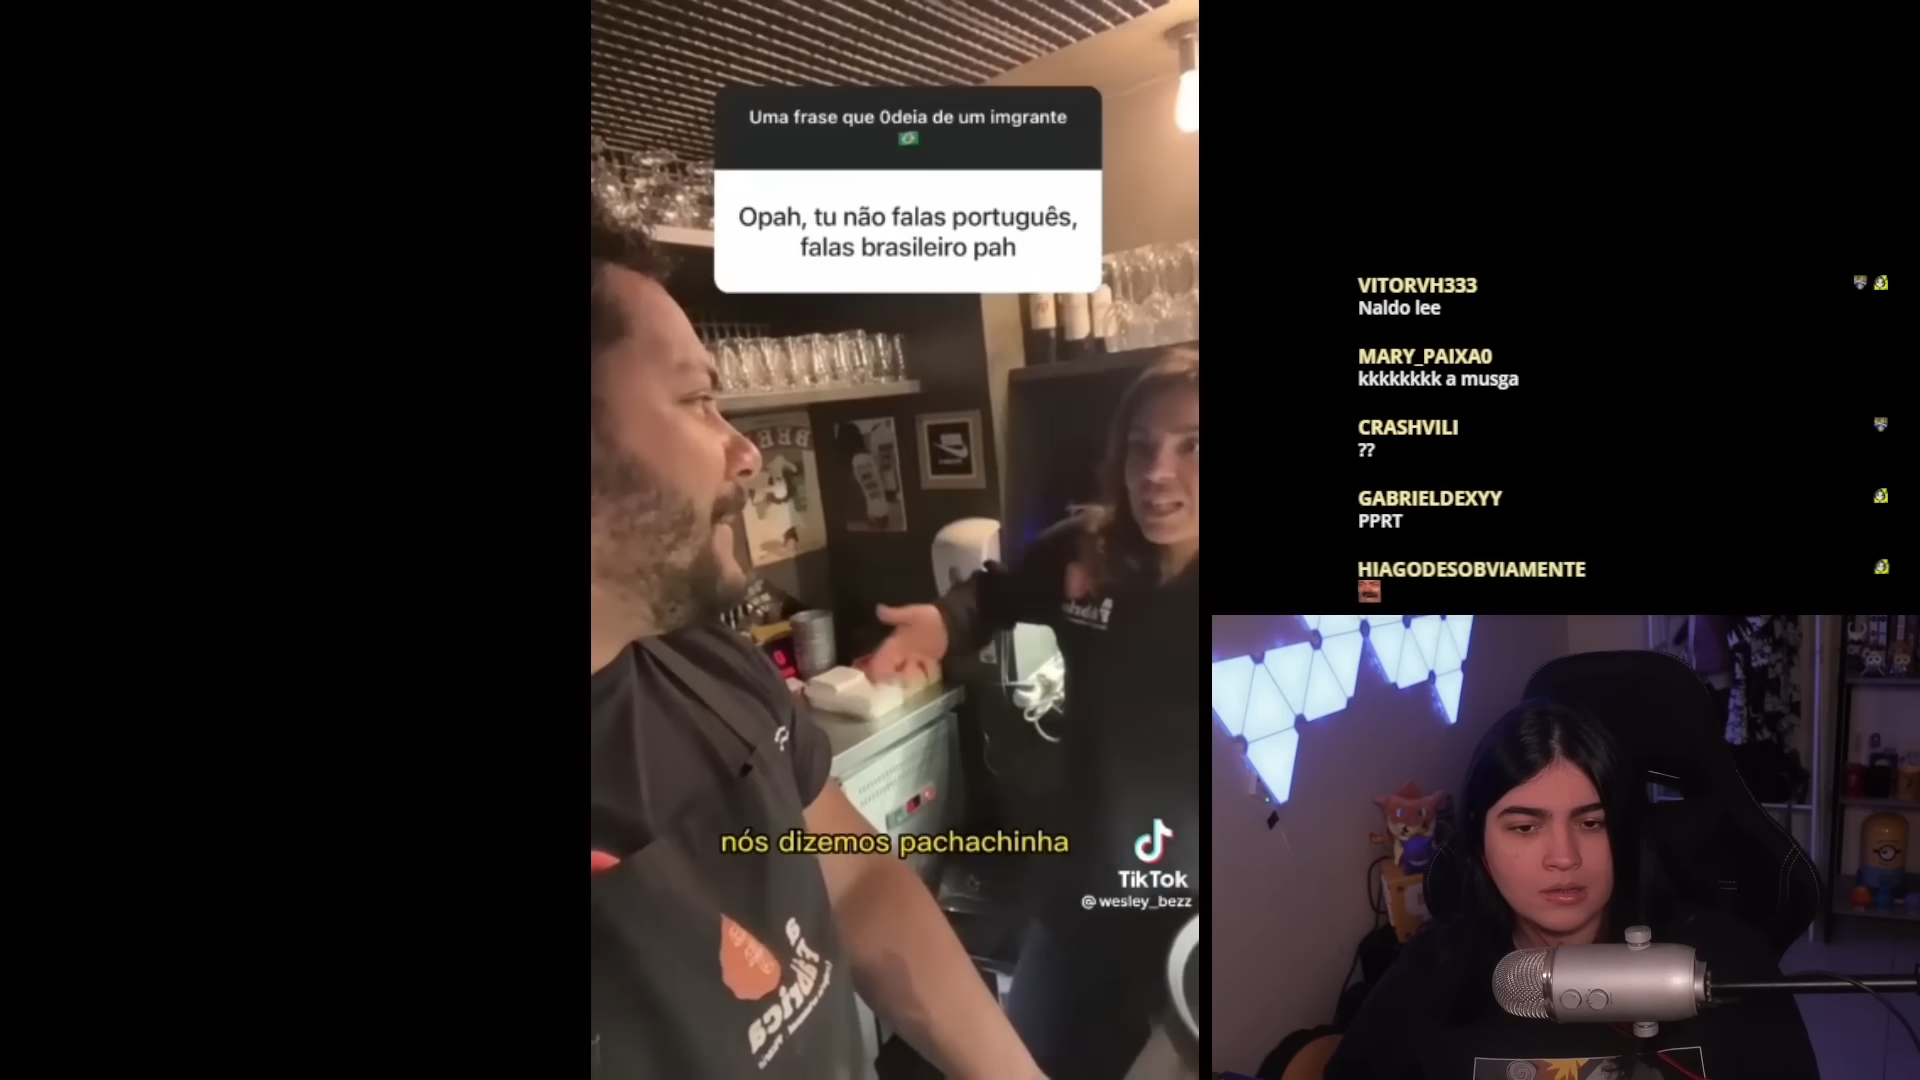 Uma frase que 0deia de um imgrante
Opah, tu não falas português,
falas brasileiro pah
nós dizemos pachachinha
TikTok
@wesley_bezz
VITORVH333
Naldo lee
MARY_PAIXA0
kkkkkkkk a musga
CRASHVILI
??
GABRIELDEXYY
PPRT
HIAGODESOBVIAMENTE